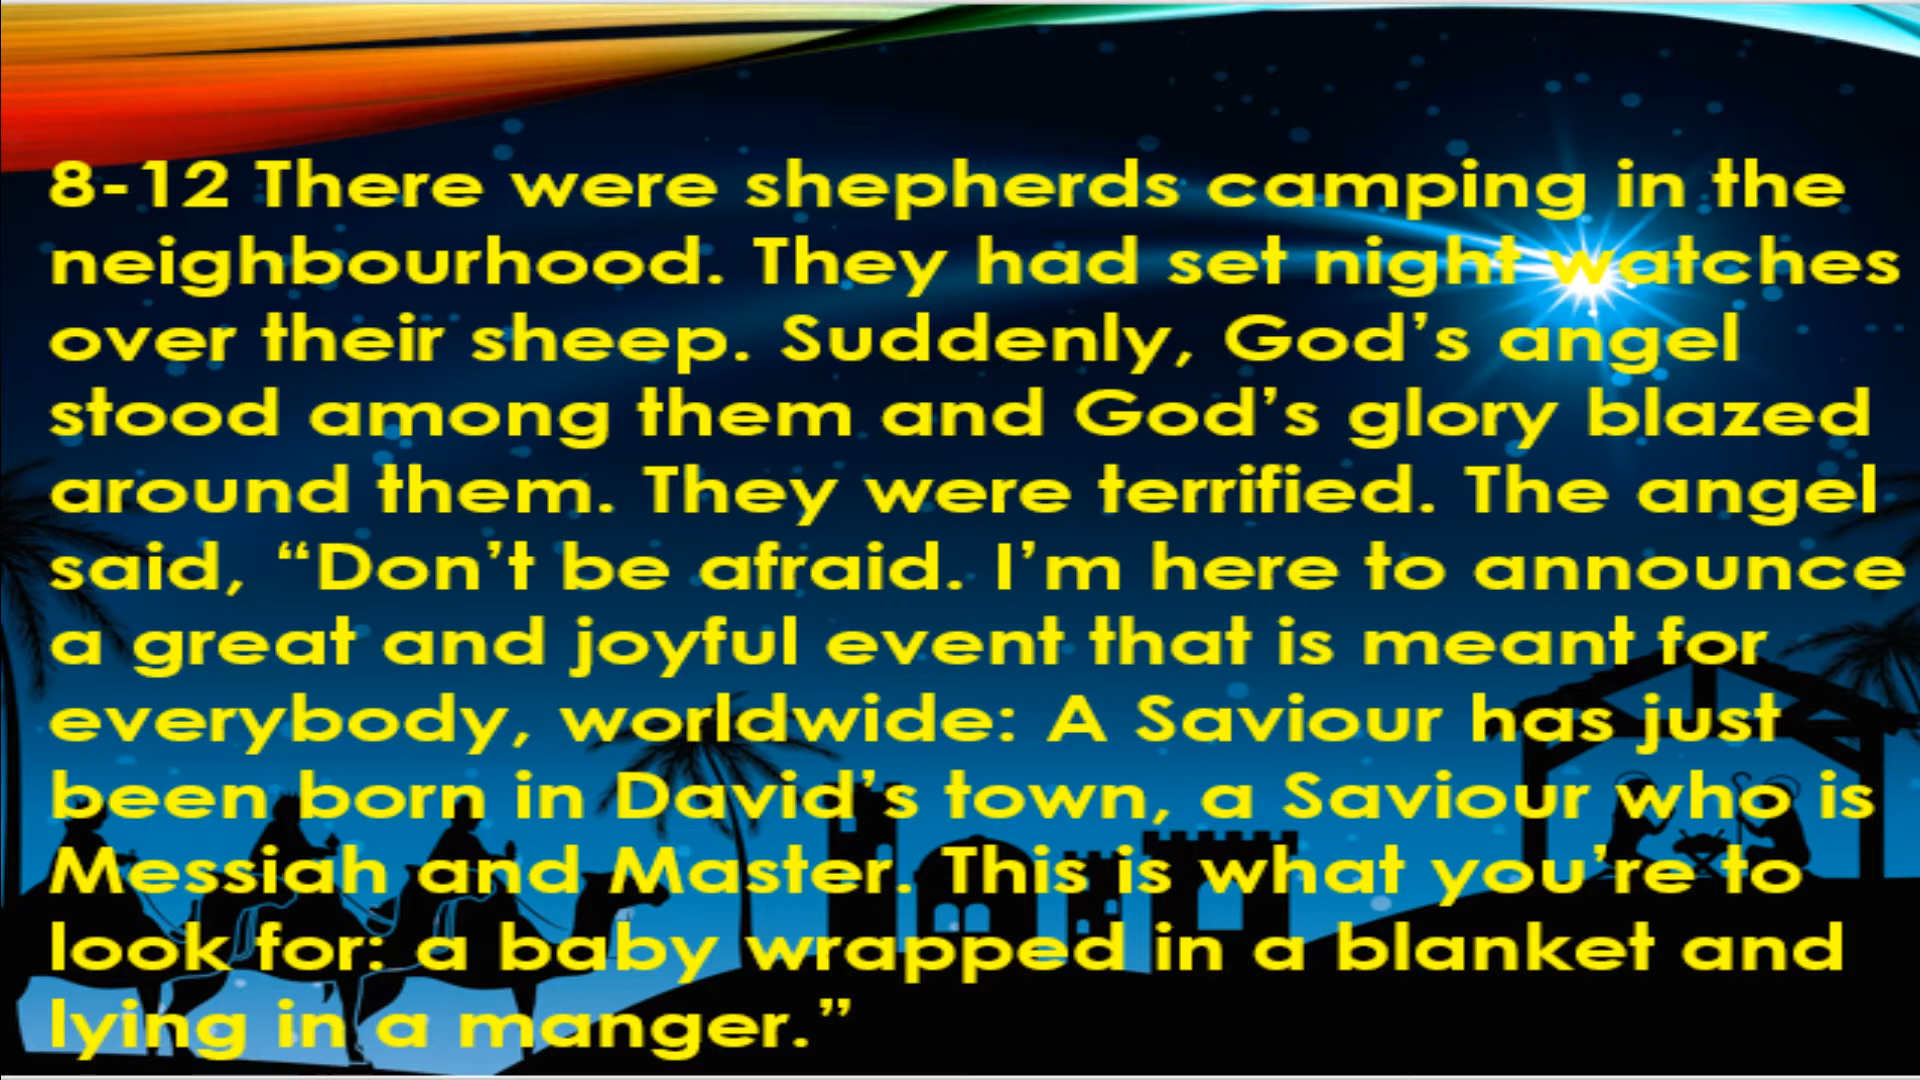 8-12 There were shepherds camping in the
neighbourhood. They had set night watches
over their sheep. Suddenly, God’s angel
stood among them and God’s glory blazed
around them. They were terrified. The angel
said, “Don’t be afraid. I’m here to announce
a great and joyful event that is meant for
everybody, worldwide: A Saviour has just
been born in David’s town, a Saviour who is
Messiah and Master. This is what you’re to
look for: a baby wrapped in a blanket and
lying in a manger.”